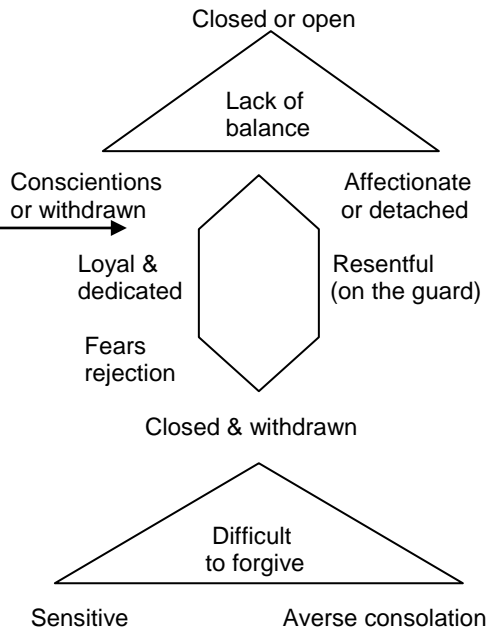 Closed or open
Lack of
balance
Conscientions
or withdrawn
Affectionate
or detached
Loyal &
dedicated
Resentful
(on the guard)
Fears
rejection
Closed & withdrawn
Difficult
to forgive
Sensitive
Averse consolation